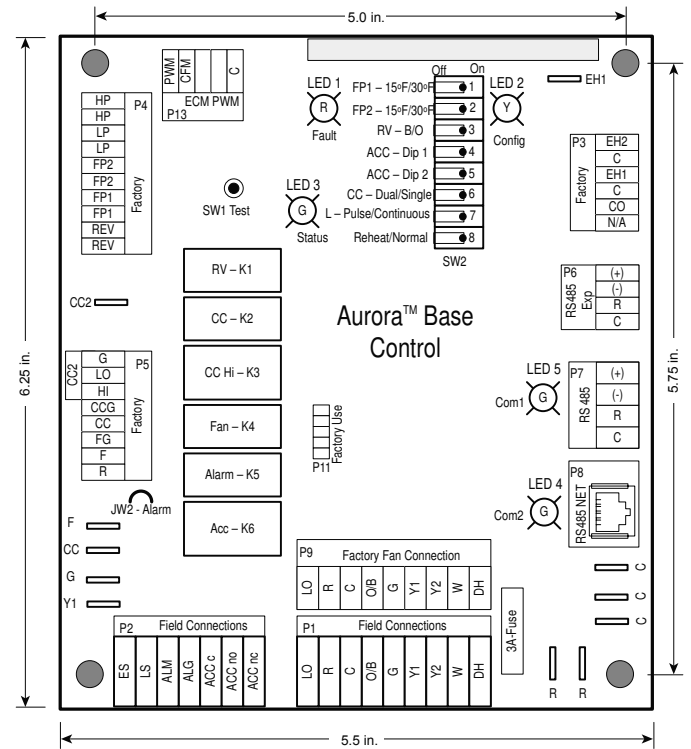 5.0 in.
6.25 in.
5.75 in.
5.5 in.
PWM
CFM
C
ECM PWM
P13
HP
HP
LP
LP
FP2
FP2
FP1
FP1
REV
REV
P4
Factory
LED 1
R
Fault
Off
On
FP1 – 15ºF/30ºF
1
FP2 – 15ºF/30ºF
2
RV – B/O
3
ACC – Dip 1
4
ACC – Dip 2
5
CC – Dual/Single
6
L – Pulse/Continuous
7
Reheat/Normal
8
SW2
LED 2
Y
Config
EH1
P3
Factory
EH2
C
EH1
C
CO
N/A
SW1 Test
LED 3
G
Status
RV – K1
CC – K2
CC Hi – K3
Fan – K4
Alarm – K5
Acc – K6
Aurora™ Base
Control
P6
RS485
Exp
(+)
(-)
R
C
CC2
CC2
G
LO
HI
CCG
CC
FG
F
R
P5
Factory
JW2 - Alarm
P11
Factory Use
LED 5
Com1
G
P7
RS 485
(+)
(-)
R
C
LED 4
Com2
G
P8
RS485 NET
F
CC
G
Y1
P9
Factory Fan Connection
LO
R
C
O/B
G
Y1
Y2
W
DH
C
C
C
P2
Field Connections
ES
LS
ALM
ALG
ACC c
ACC no
ACC nc
P1
Field Connections
LO
R
C
O/B
G
Y1
Y2
W
DH
3A-Fuse
R
R